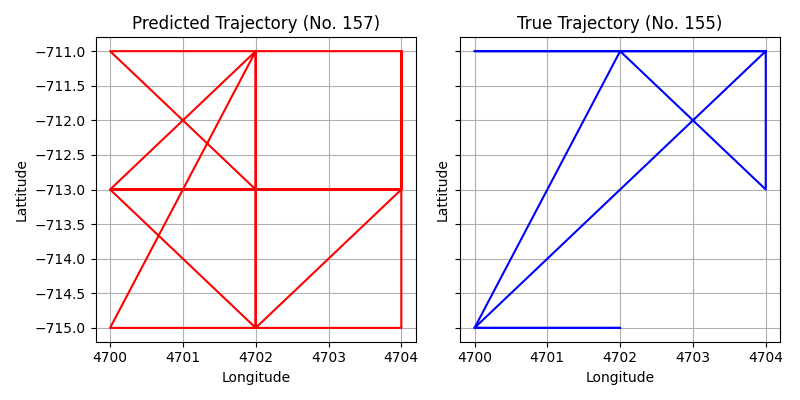 Predicted Trajectory (No. 157)
True Trajectory (No. 155)
−711.0
−711.5
−712.0
−712.5
−713.0
−713.5
−714.0
−714.5
−715.0
Lattitude
Lattitude
4700 4701 4702 4703 4704
4700 4701 4702 4703 4704
Longitude
Longitude